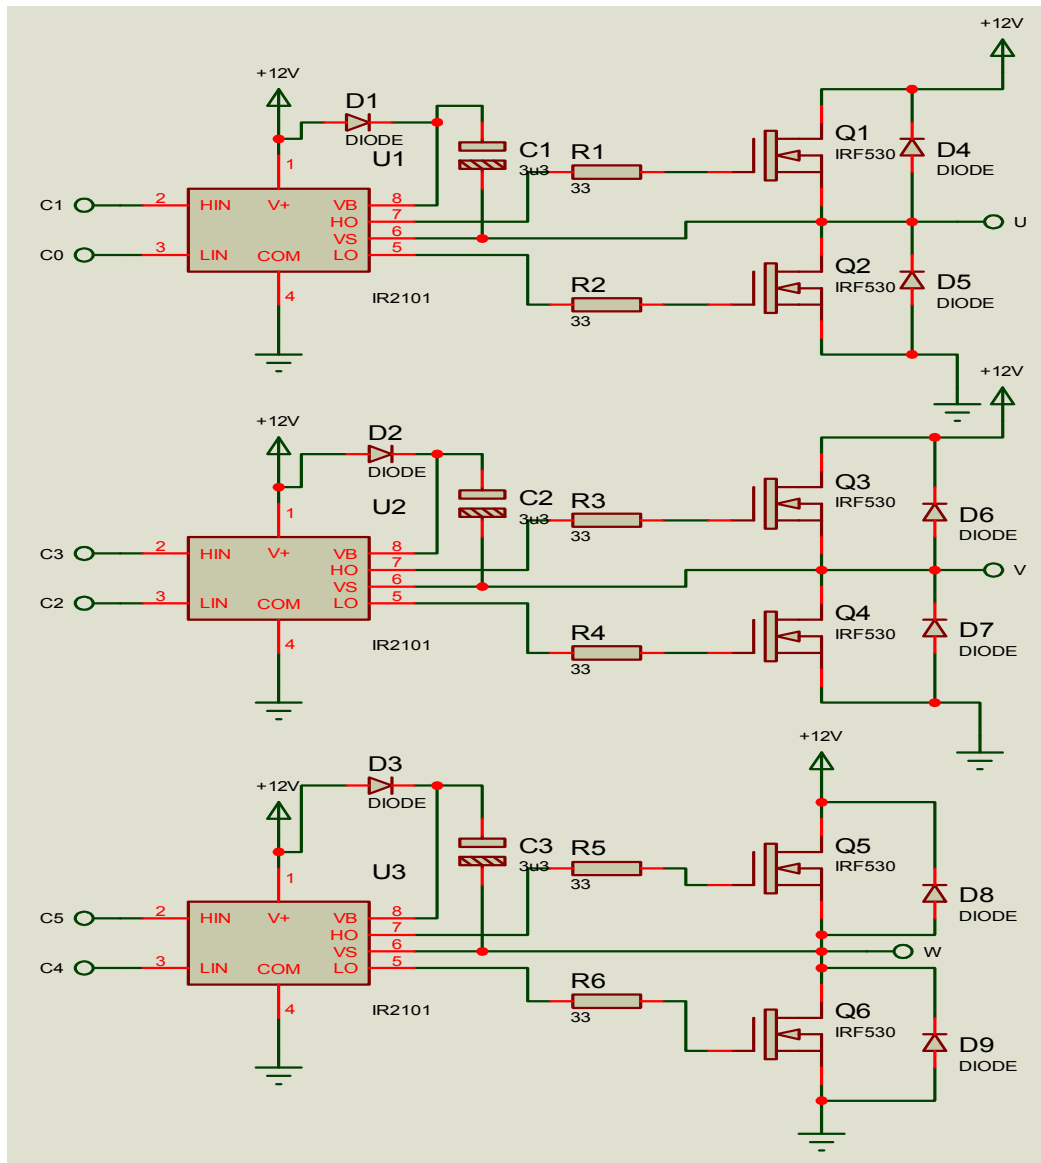 +12V
+12V
D1
DIODE
U1
C1
3u3
R1
33
Q1
IRF530
D4
DIODE
1
C1
2
HIN
V+
VB
8
HO
7
VS
6
C0
3
LIN
COM
LO
5
4
IR2101
U
R2
33
Q2
IRF530
D5
DIODE
+12V
+12V
D2
DIODE
U2
C2
3u3
R3
33
Q3
IRF530
D6
DIODE
1
C3
2
HIN
V+
VB
8
HO
7
VS
6
C2
3
LIN
COM
LO
5
4
IR2101
V
R4
33
Q4
IRF530
D7
DIODE
+12V
+12V
D3
DIODE
U3
C3
3u3
R5
33
Q5
IRF530
D8
DIODE
1
C5
2
HIN
V+
VB
8
HO
7
VS
6
C4
3
LIN
COM
LO
5
4
IR2101
W
R6
33
Q6
IRF530
D9
DIODE